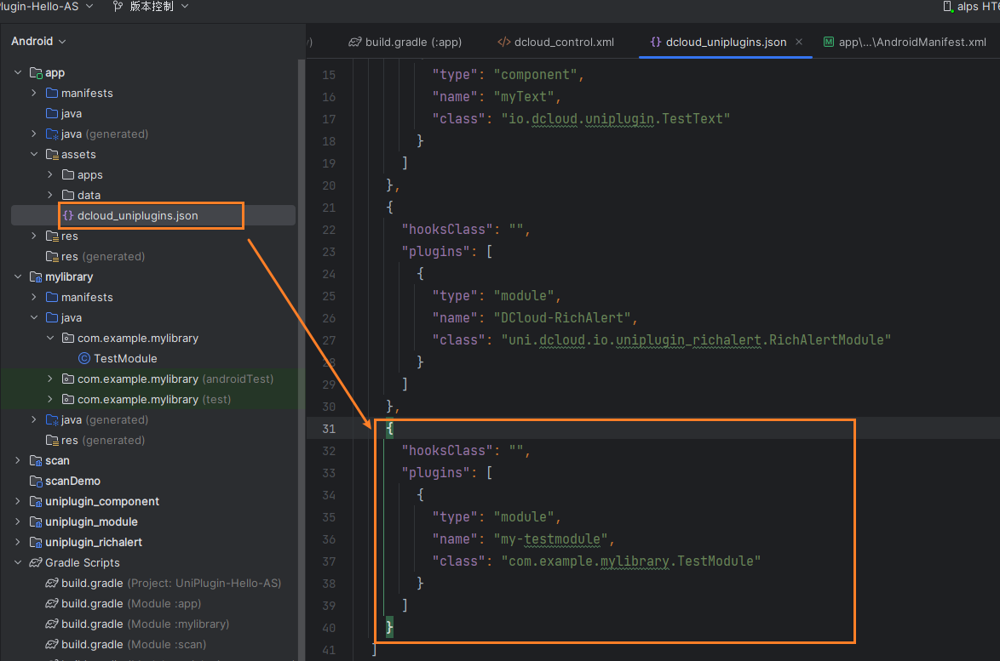 Plugin-Hello-AS 版本控制 alps HT6
Android
build.gradle (:app) dcloud_control.xml {} dcloud_uniplugins.json × app\...\AndroidManifest.xml
app
manifests
java
java (generated)
assets
apps
data
{} dcloud_uniplugins.json
res
res (generated)
mylibrary
manifests
java
com.example.mylibrary
TestModule
com.example.mylibrary (androidTest)
com.example.mylibrary (test)
java (generated)
res (generated)
scan
scanDemo
uniplugin_component
uniplugin_module
uniplugin_richalert
Gradle Scripts
build.gradle (Project: UniPlugin-Hello-AS)
build.gradle (Module :app)
build.gradle (Module :mylibrary)
build.gradle (Module :scan)
15 "type": "component",
16 "name": "myText",
17 "class": "io.dcloud.uniplugin.TestText"
18 }
19 ]
20 },
21 {
22 "hooksClass": "",
23 "plugins": [
24 {
25 "type": "module",
26 "name": "DCloud-RichAlert",
27 "class": "uni.dcloud.io.uniplugin_richalert.RichAlertModule"
28 }
29 ]
30 },
31 {
32 "hooksClass": "",
33 "plugins": [
34 {
35 "type": "module",
36 "name": "my-testmodule",
37 "class": "com.example.mylibrary.TestModule"
38 }
39 ]
40 }
41 ]